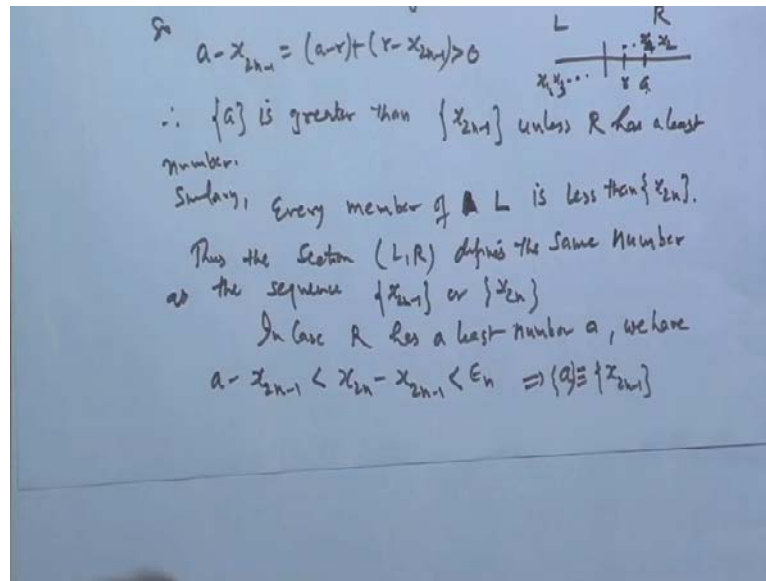 So
L R
a - x_{2n-1} = (a-r) + (r - x_{2n-1}) > 0
r a
∴ {a} is greater than {x_{2n-1}} unless R has a least
number.
Every member of L is less than {x_{2n}}.
Thus the Section (L, R) defines the same number
as the sequence {x_{2n-1}} or {x_{2n}}
In Case R has a least number a, we have
a - x_{2n-1} < x_{2n} - x_{2n-1} < ε_n ⇒ {a} ≡ {x_{2n-1}}